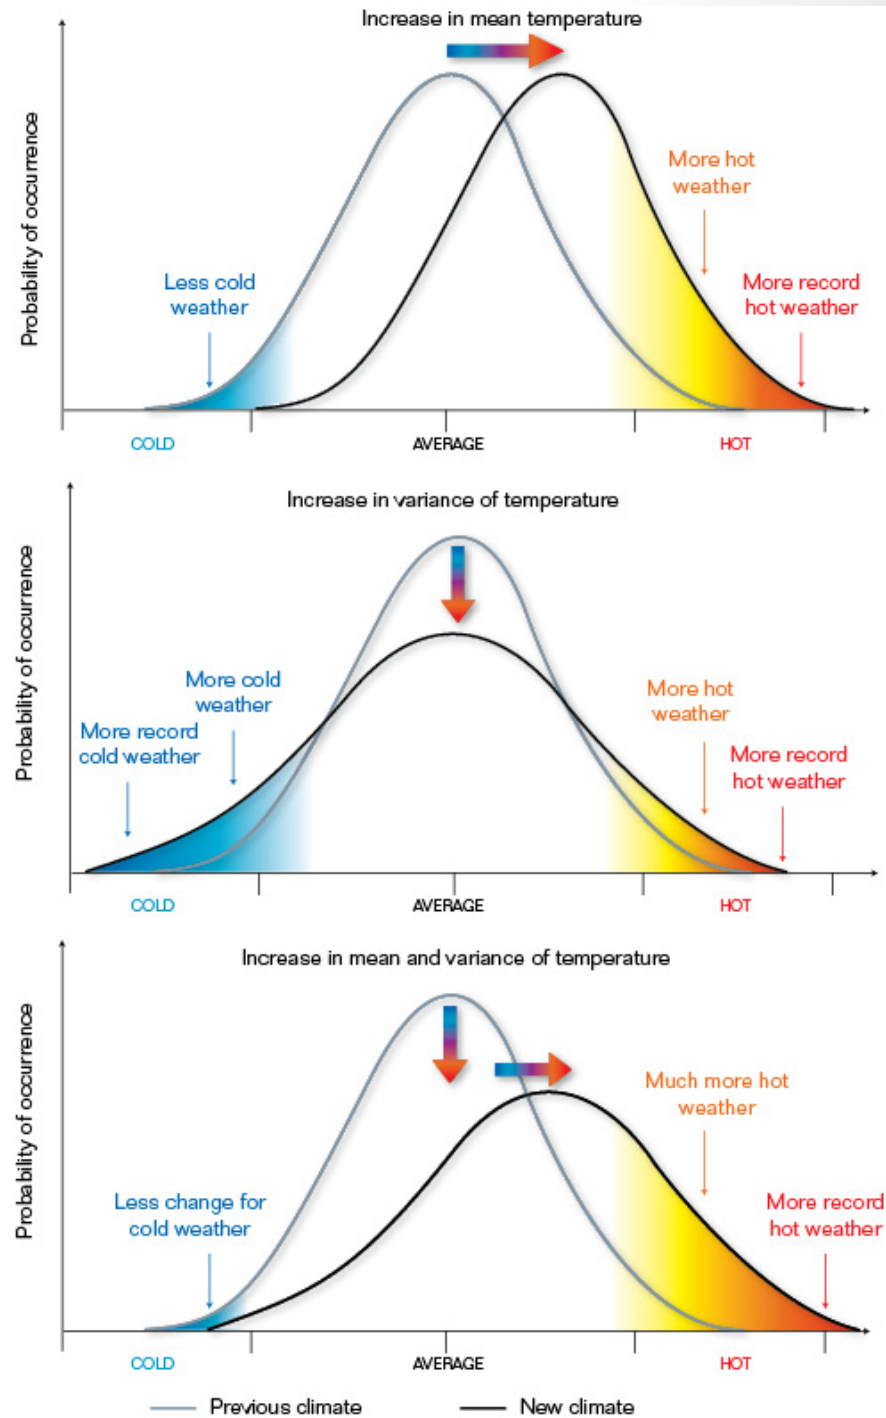 Increase in mean temperature
Probability of occurrence
More hot
weather
Less cold
weather
More record
hot weather
COLD
AVERAGE
HOT
Increase in variance of temperature
Probability of occurrence
More cold
weather
More record
cold weather
More hot
weather
More record
hot weather
COLD
AVERAGE
HOT
Increase in mean and variance of temperature
Probability of occurrence
Much more hot
weather
Less change for
cold weather
More record
hot weather
COLD
AVERAGE
HOT
Previous climate
New climate